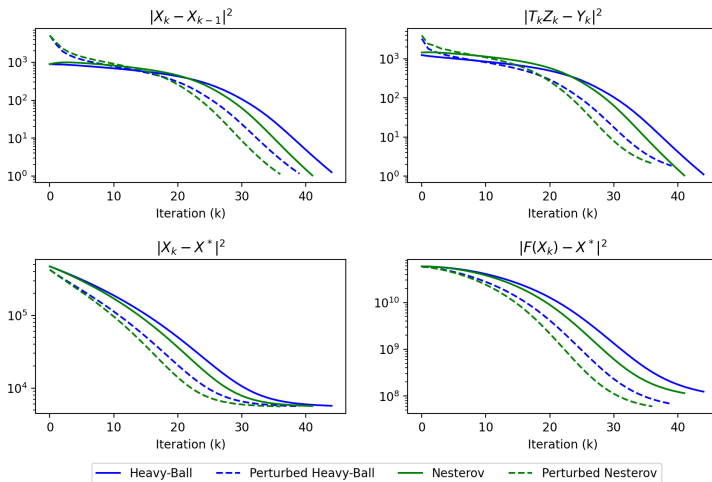 |X_k − X_{k−1}|^2
10^3
10^2
10^1
10^0
0 10 20 30 40
Iteration (k)
|T_k Z_k − Y_k|^2
10^3
10^2
10^1
10^0
0 10 20 30 40
Iteration (k)
|X_k − X^*|^2
10^5
10^4
0 10 20 30 40
Iteration (k)
|F(X_k) − X^*|^2
10^10
10^9
10^8
0 10 20 30 40
Iteration (k)
Heavy-Ball Perturbed Heavy-Ball Nesterov Perturbed Nesterov